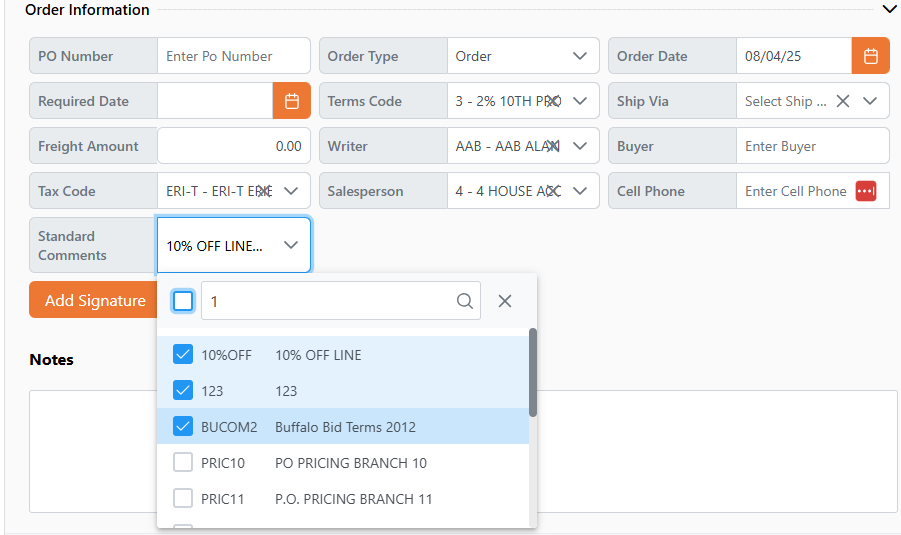 Order Information
PO Number Enter Po Number Order Type Order Order Date 08/04/25
Required Date Terms Code 3 - 2% 10TH Ship Via Select Ship ...
Freight Amount 0.00 Writer AAB - AAB Buyer Enter Buyer
Tax Code ERI-T - ERI-T Salesperson 4 - 4 HOUSE Cell Phone Enter Cell Phone
Standard
Comments
10% OFF LINE...
Add Signature
1
Notes
10%OFF 10% OFF LINE
123 123
BUCOM2 Buffalo Bid Terms 2012
PRIC10 PO PRICING BRANCH 10
PRIC11 P.O. PRICING BRANCH 11